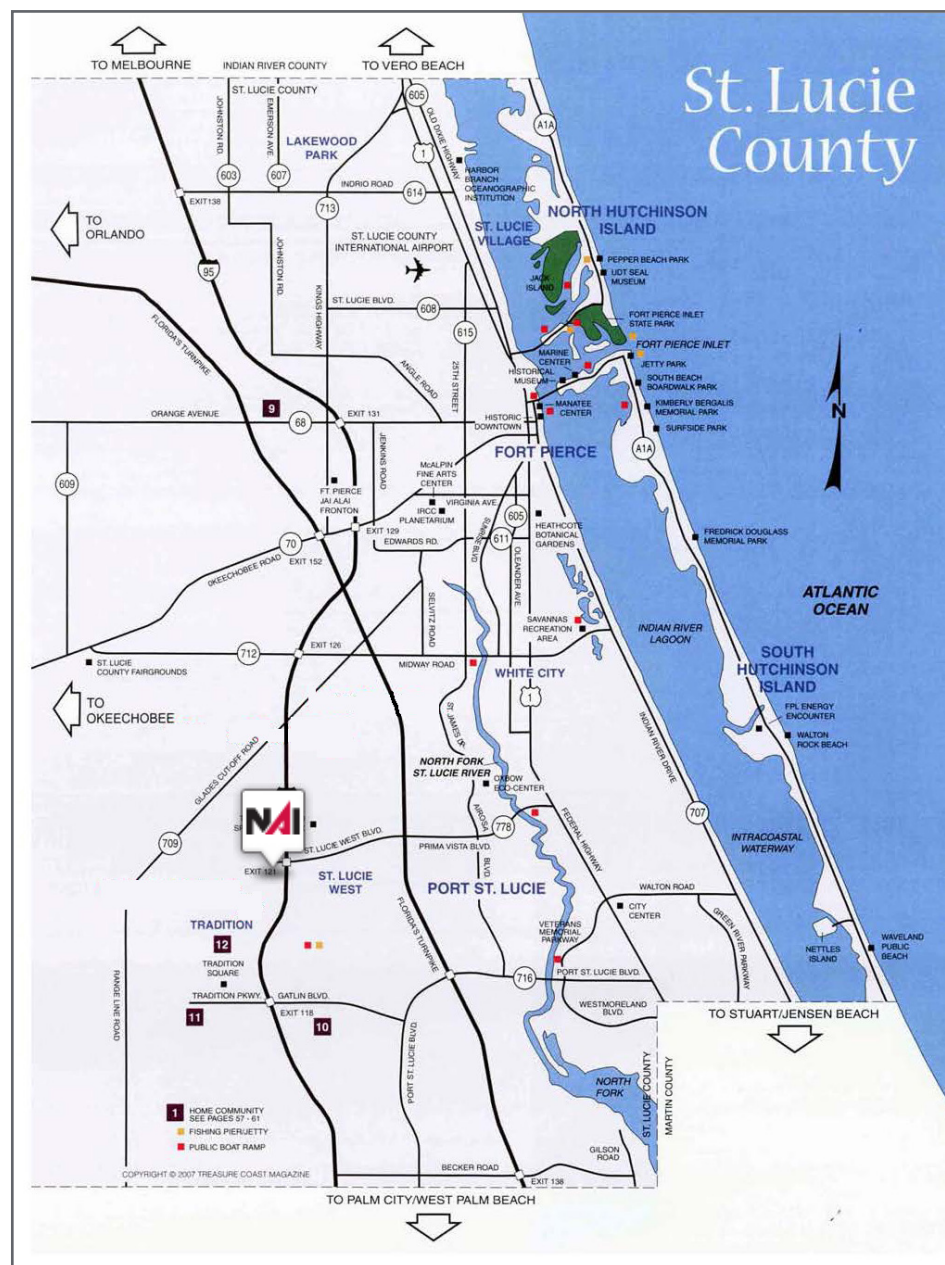 St. Lucie
County
TO MELBOURNE
INDIAN RIVER COUNTY
TO VERO BEACH
ST. LUCIE COUNTY
JOHNSTON RD
EMERSON AVE
605
OLD DIXIE HIGHWAY
A1A
LAKEWOOD
PARK
1
HARBOR
BRANCH
OCEANOGRAPHIC
INSTITUTION
603
607
INDRIO ROAD
614
EXIT138
713
TO
ORLANDO
ST. LUCIE
VILLAGE
NORTH HUTCHINSON
ISLAND
JOHNSTON RD.
ST. LUCIE COUNTY
INTERNATIONAL AIRPORT
PEPPER BEACH PARK
UDT SEAL
MUSEUM
JACK
ISLAND
95
KINGS HIGHWAY
ST. LUCIE BLVD.
608
FLORIDA'S TURNPIKE
615
FORT PIERCE INLET
STATE PARK
FORT PIERCE INLET
MARINE
CENTER
JETTY PARK
HISTORICAL
MUSEUM
SOUTH BEACH
BOARDWALK PARK
ANGLE ROAD
25TH STREET
N
9
ORANGE AVENUE
68
EXIT 131
HISTORIC
DOWNTOWN
MANATEE
CENTER
KIMBERLY BERGALIS
MEMORIAL PARK
SURFSIDE PARK
FORT PIERCE
A1A
JENKINS ROAD
McALPIN
FINE ARTS
CENTER
609
FT. PIERCE
JAI ALAI
FRONTON
VIRGINIA AVE.
IRCC
PLANETARIUM
605
EXIT 129
SUNRISE BLVD
HEATHCOTE
BOTANICAL
GARDENS
FREDRICK DOUGLASS
MEMORIAL PARK
70
EDWARDS RD.
611
OKEECHOBEE ROAD
EXIT 152
OLEANDER AVE.
SELVITZ ROAD
ATLANTIC
OCEAN
SAVANNAS
RECREATION
AREA
INDIAN RIVER
LAGOON
712
EXIT 126
MIDWAY ROAD
ST. LUCIE
COUNTY FAIRGROUNDS
WHITE CITY
SOUTH
HUTCHINSON
ISLAND
TO
OKEECHOBEE
1
ST. JAMES DR.
FPL ENERGY
ENCOUNTER
WALTON
ROCK BEACH
INDIAN RIVER DRIVE
GLADES CUT-OFF ROAD
NORTH FORK
ST. LUCIE RIVER
OXBOW
ECO-CENTER
NAI
AIROSA
BLVD.
778
FEDERAL HIGHWAY
707
709
ST. LUCIE WEST BLVD.
PRIMA VISTA BLVD.
INTRACOASTAL
WATERWAY
EXIT 121
ST. LUCIE
WEST
PORT ST. LUCIE
WALTON ROAD
CITY
CENTER
GREEN RIVER
PARKWAY
TRADITION
12
TRADITION
SQUARE
FLORIDA'S TURNPIKE
VETERANS
MEMORIAL
PARKWAY
NETTLES
ISLAND
WAVELAND
PUBLIC
BEACH
RANGE LINE ROAD
716
PORT ST. LUCIE BLVD.
TRADITION PKWY.
GATLIN BLVD.
EXIT 118
11
10
WESTMORELAND
BLVD.
TO STUART/JENSEN BEACH
PORT ST. LUCIE BLVD.
NORTH
FORK
ST. LUCIE COUNTY
MARTIN COUNTY
1
HOME COMMUNITY
SEE PAGES 57 - 61
FISHING PIER/JETTY
PUBLIC BOAT RAMP
GILSON
ROAD
COPYRIGHT © 2007 TREASURE COAST MAGAZINE
BECKER ROAD
EXIT 138
TO PALM CITY/WEST PALM BEACH